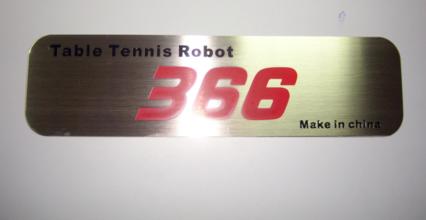 Table Tennis Robot
366
Make in china